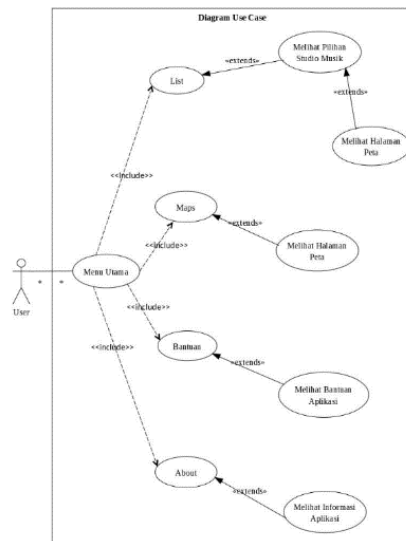 Diagram Use Case
Melihat Pilihan
Studio Musik
«extends»
List
Melihat Halaman
Peta
«extends»
<<include>>
Maps
«extends»
Melihat Halaman
Peta
<<include>>
Menu Utama
User
* *
<<include>>
<<include>>
Bantuan
«extends»
Melihat Bantuan
Aplikasi
About
«extends»
Melihat Informasi
Aplikasi